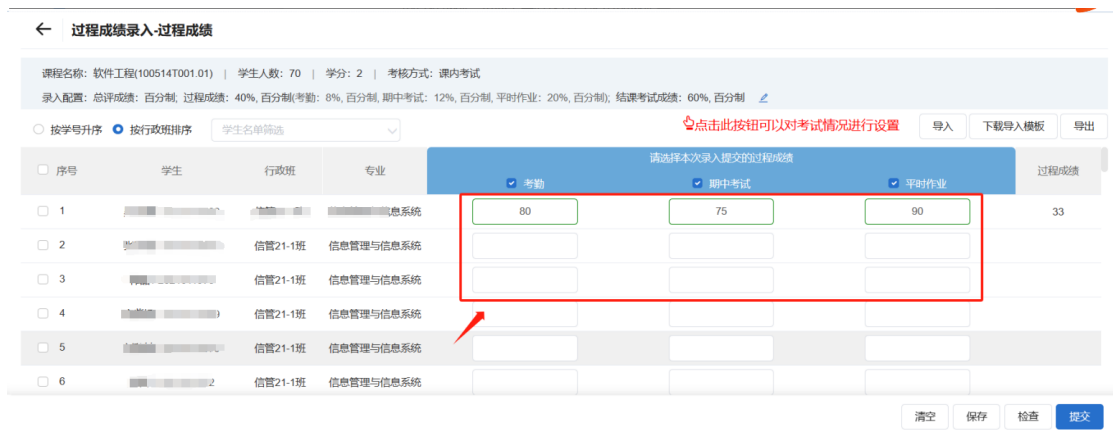 过程成绩录入-过程成绩
课程名称: 软件工程(100514T001.01) | 学生人数: 70 | 学分: 2 | 考核方式: 课内考试
录入配置: 总评成绩: 百分制; 过程成绩: 40%, 百分制(考勤: 8%, 百分制, 期中考试: 12%, 百分制, 平时作业: 20%, 百分制); 结课考试成绩: 60%, 百分制
按学号升序 按行政班排序 学生名单筛选 点击此按钮可以对考试情况进行设置 导入 下载导入模板 导出
请选择本次录入提交的过程成绩
序号 学生 行政班 专业 考勤 期中考试 平时作业 过程成绩
1 息系统 80 75 90 33
2 信管21-1班 信息管理与信息系统
3 信管21-1班 信息管理与信息系统
4 信管21-1班 信息管理与信息系统
5 信管21-1班 信息管理与信息系统
6 2 信管21-1班 信息管理与信息系统
清空 保存 检查 提交